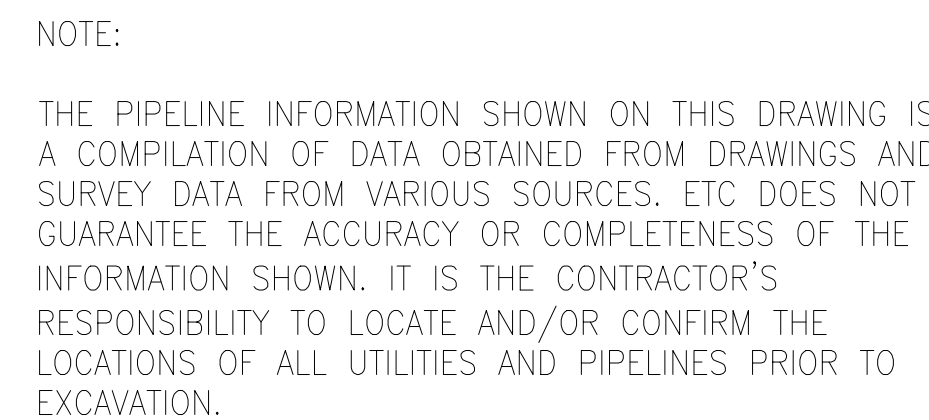 NOTE:
THE PIPELINE INFORMATION SHOWN ON THIS DRAWING IS
A COMPILATION OF DATA OBTAINED FROM DRAWINGS AND
SURVEY DATA FROM VARIOUS SOURCES. ETC DOES NOT
GUARANTEE THE ACCURACY OR COMPLETENESS OF THE
INFORMATION SHOWN. IT IS THE CONTRACTOR'S
RESPONSIBILITY TO LOCATE AND/OR CONFIRM THE
LOCATIONS OF ALL UTILITIES AND PIPELINES PRIOR TO
EXCAVATION.